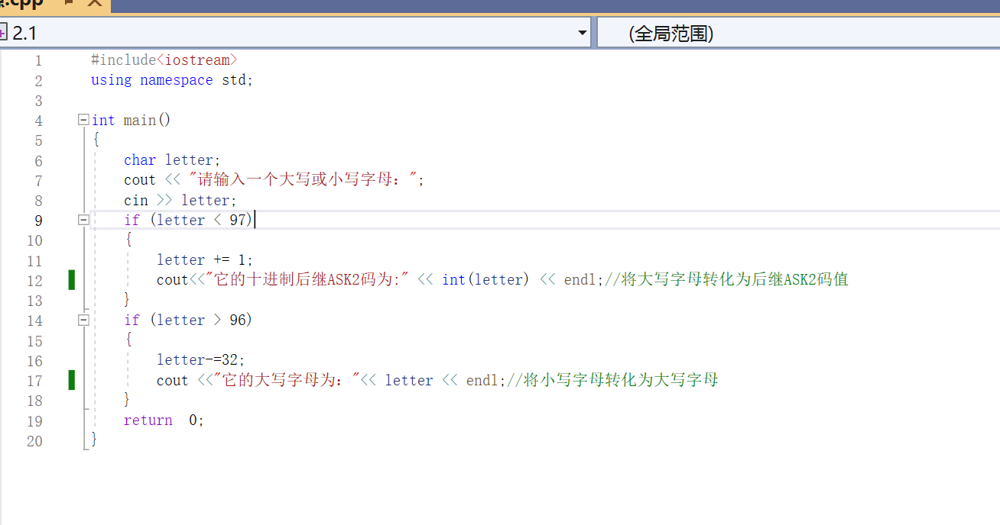 .cpp
2.1
(全局范围)
1 #include<iostream>
2 using namespace std;
3
4 int main()
5 {
6 char letter;
7 cout << "请输入一个大写或小写字母：";
8 cin >> letter;
9 if (letter < 97)
10 {
11 letter += 1;
12 cout<<"它的十进制后继ASK2码为:" << int(letter) << endl;//将大写字母转化为后继ASK2码值
13 }
14 if (letter > 96)
15 {
16 letter-=32;
17 cout <<"它的大写字母为："<< letter << endl;//将小写字母转化为大写字母
18 }
19 return  0;
20 }